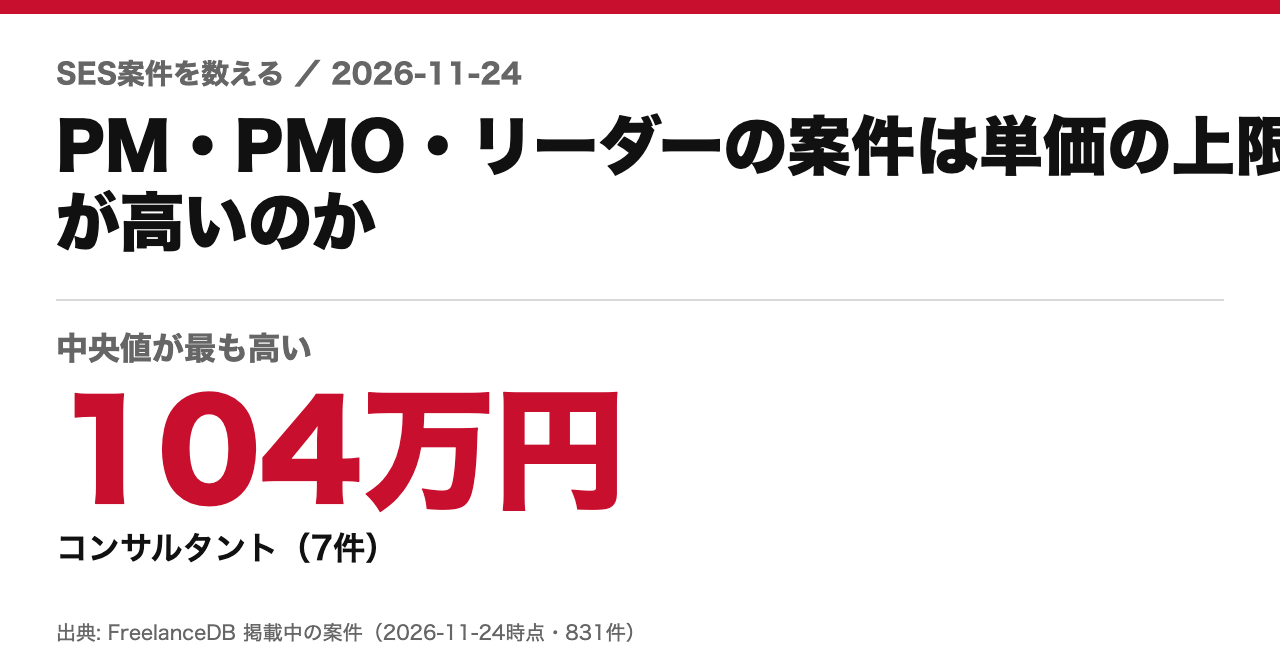 SES案件を数える ／ 2026-11-24
PM・PMO・リーダーの案件は単価の上限
が高いのか
中央値が最も高い
104万円
コンサルタント（7件）
出典: FreelanceDB 掲載中の案件（2026-11-24時点・831件）